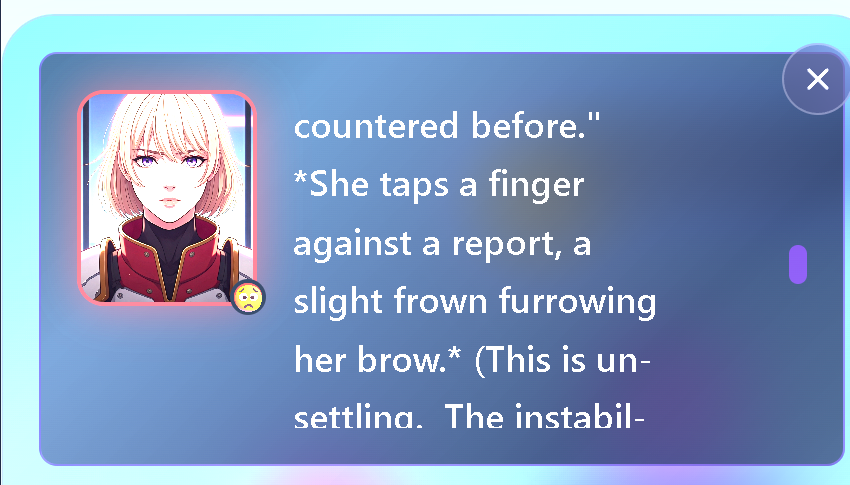 countered before."
*She taps a finger
against a report, a
slight frown furrowing
her brow.* (This is un-
settling.  The instabil-